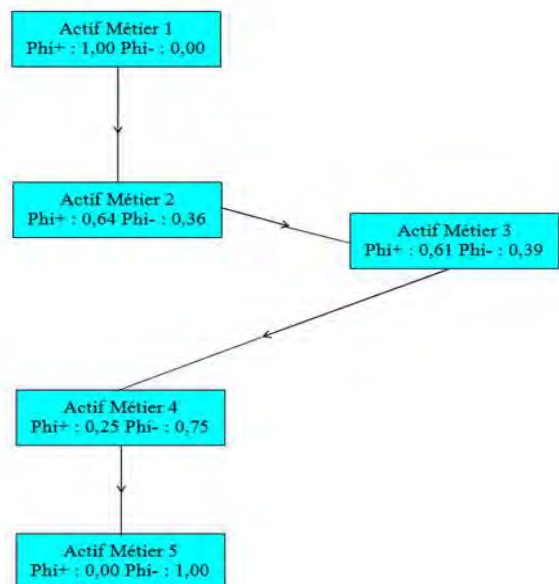 Actif Métier 1
Phi+ : 1,00 Phi- : 0,00
Actif Métier 2
Phi+ : 0,64 Phi- : 0,36
Actif Métier 3
Phi+ : 0,61 Phi- : 0,39
Actif Métier 4
Phi+ : 0,25 Phi- : 0,75
Actif Métier 5
Phi+ : 0,00 Phi- : 1,00